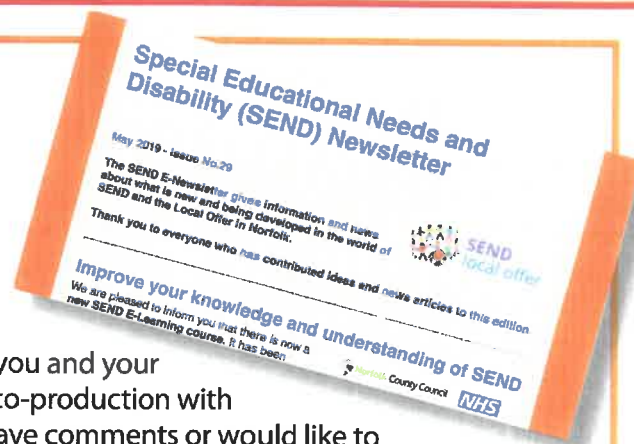 Special Educational Needs and
Disability (SEND) Newsletter
May 2019 - Issue No.29
The SEND E-Newsletter gives information and news
about what is new and being developed in the world of
SEND and the Local Offer in Norfolk.
SEND
local offer
Thank you to everyone who has contributed ideas and news articles to this edition
Improve your knowledge and understanding of SEND
We are pleased to inform you that there is now a
new SEND E-Learning course. It has been
Norfolk County Council
NHS
you and your
co-production with
ave comments or would like to